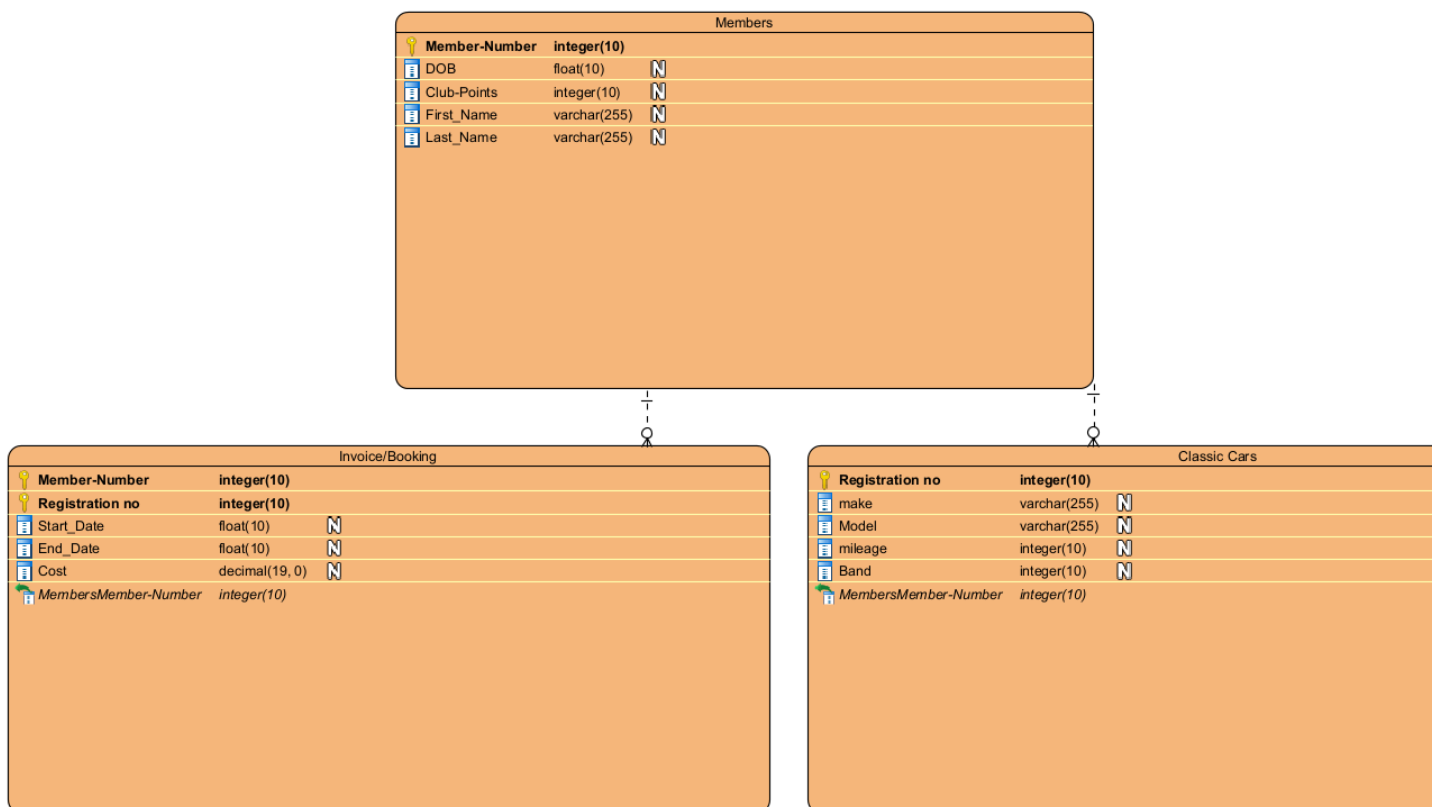 Members
Member-Number integer(10)
DOB float(10) N
Club-Points integer(10) N
First_Name varchar(255) N
Last_Name varchar(255) N
Invoice/Booking
Member-Number integer(10)
Registration no integer(10)
Start_Date float(10) N
End_Date float(10) N
Cost decimal(19, 0) N
MembersMember-Number integer(10)
Classic Cars
Registration no integer(10)
make varchar(255) N
Model varchar(255) N
mileage integer(10) N
Band integer(10) N
MembersMember-Number integer(10)